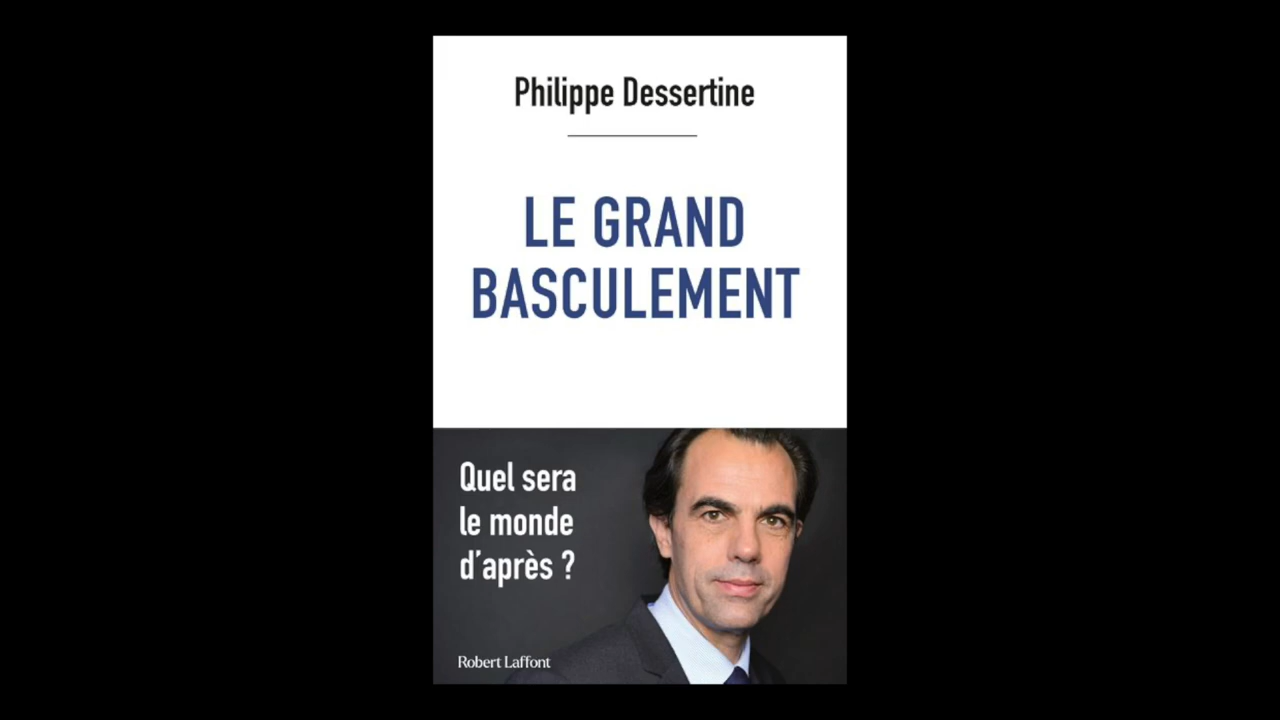 Philippe Dessertine
LE GRAND
BASCULEMENT
Quel sera
le monde
d'après ?
Robert Laffont